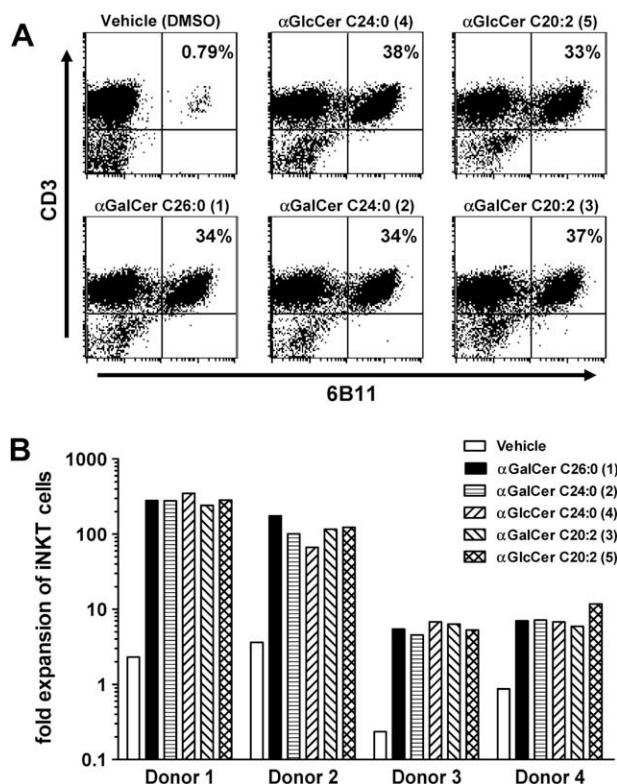 A
Vehicle (DMSO)
αGlcCer C24:0 (4)
αGlcCer C20:2 (5)
0.79%
38%
33%
CD3
αGalCer C26:0 (1)
αGalCer C24:0 (2)
αGalCer C20:2 (3)
34%
34%
37%
6B11
B
fold expansion of iNKT cells
1000
100
10
1
0.1
Vehicle
αGalCer C26:0 (1)
αGalCer C24:0 (2)
αGlcCer C24:0 (4)
αGalCer C20:2 (3)
αGlcCer C20:2 (5)
Donor 1
Donor 2
Donor 3
Donor 4